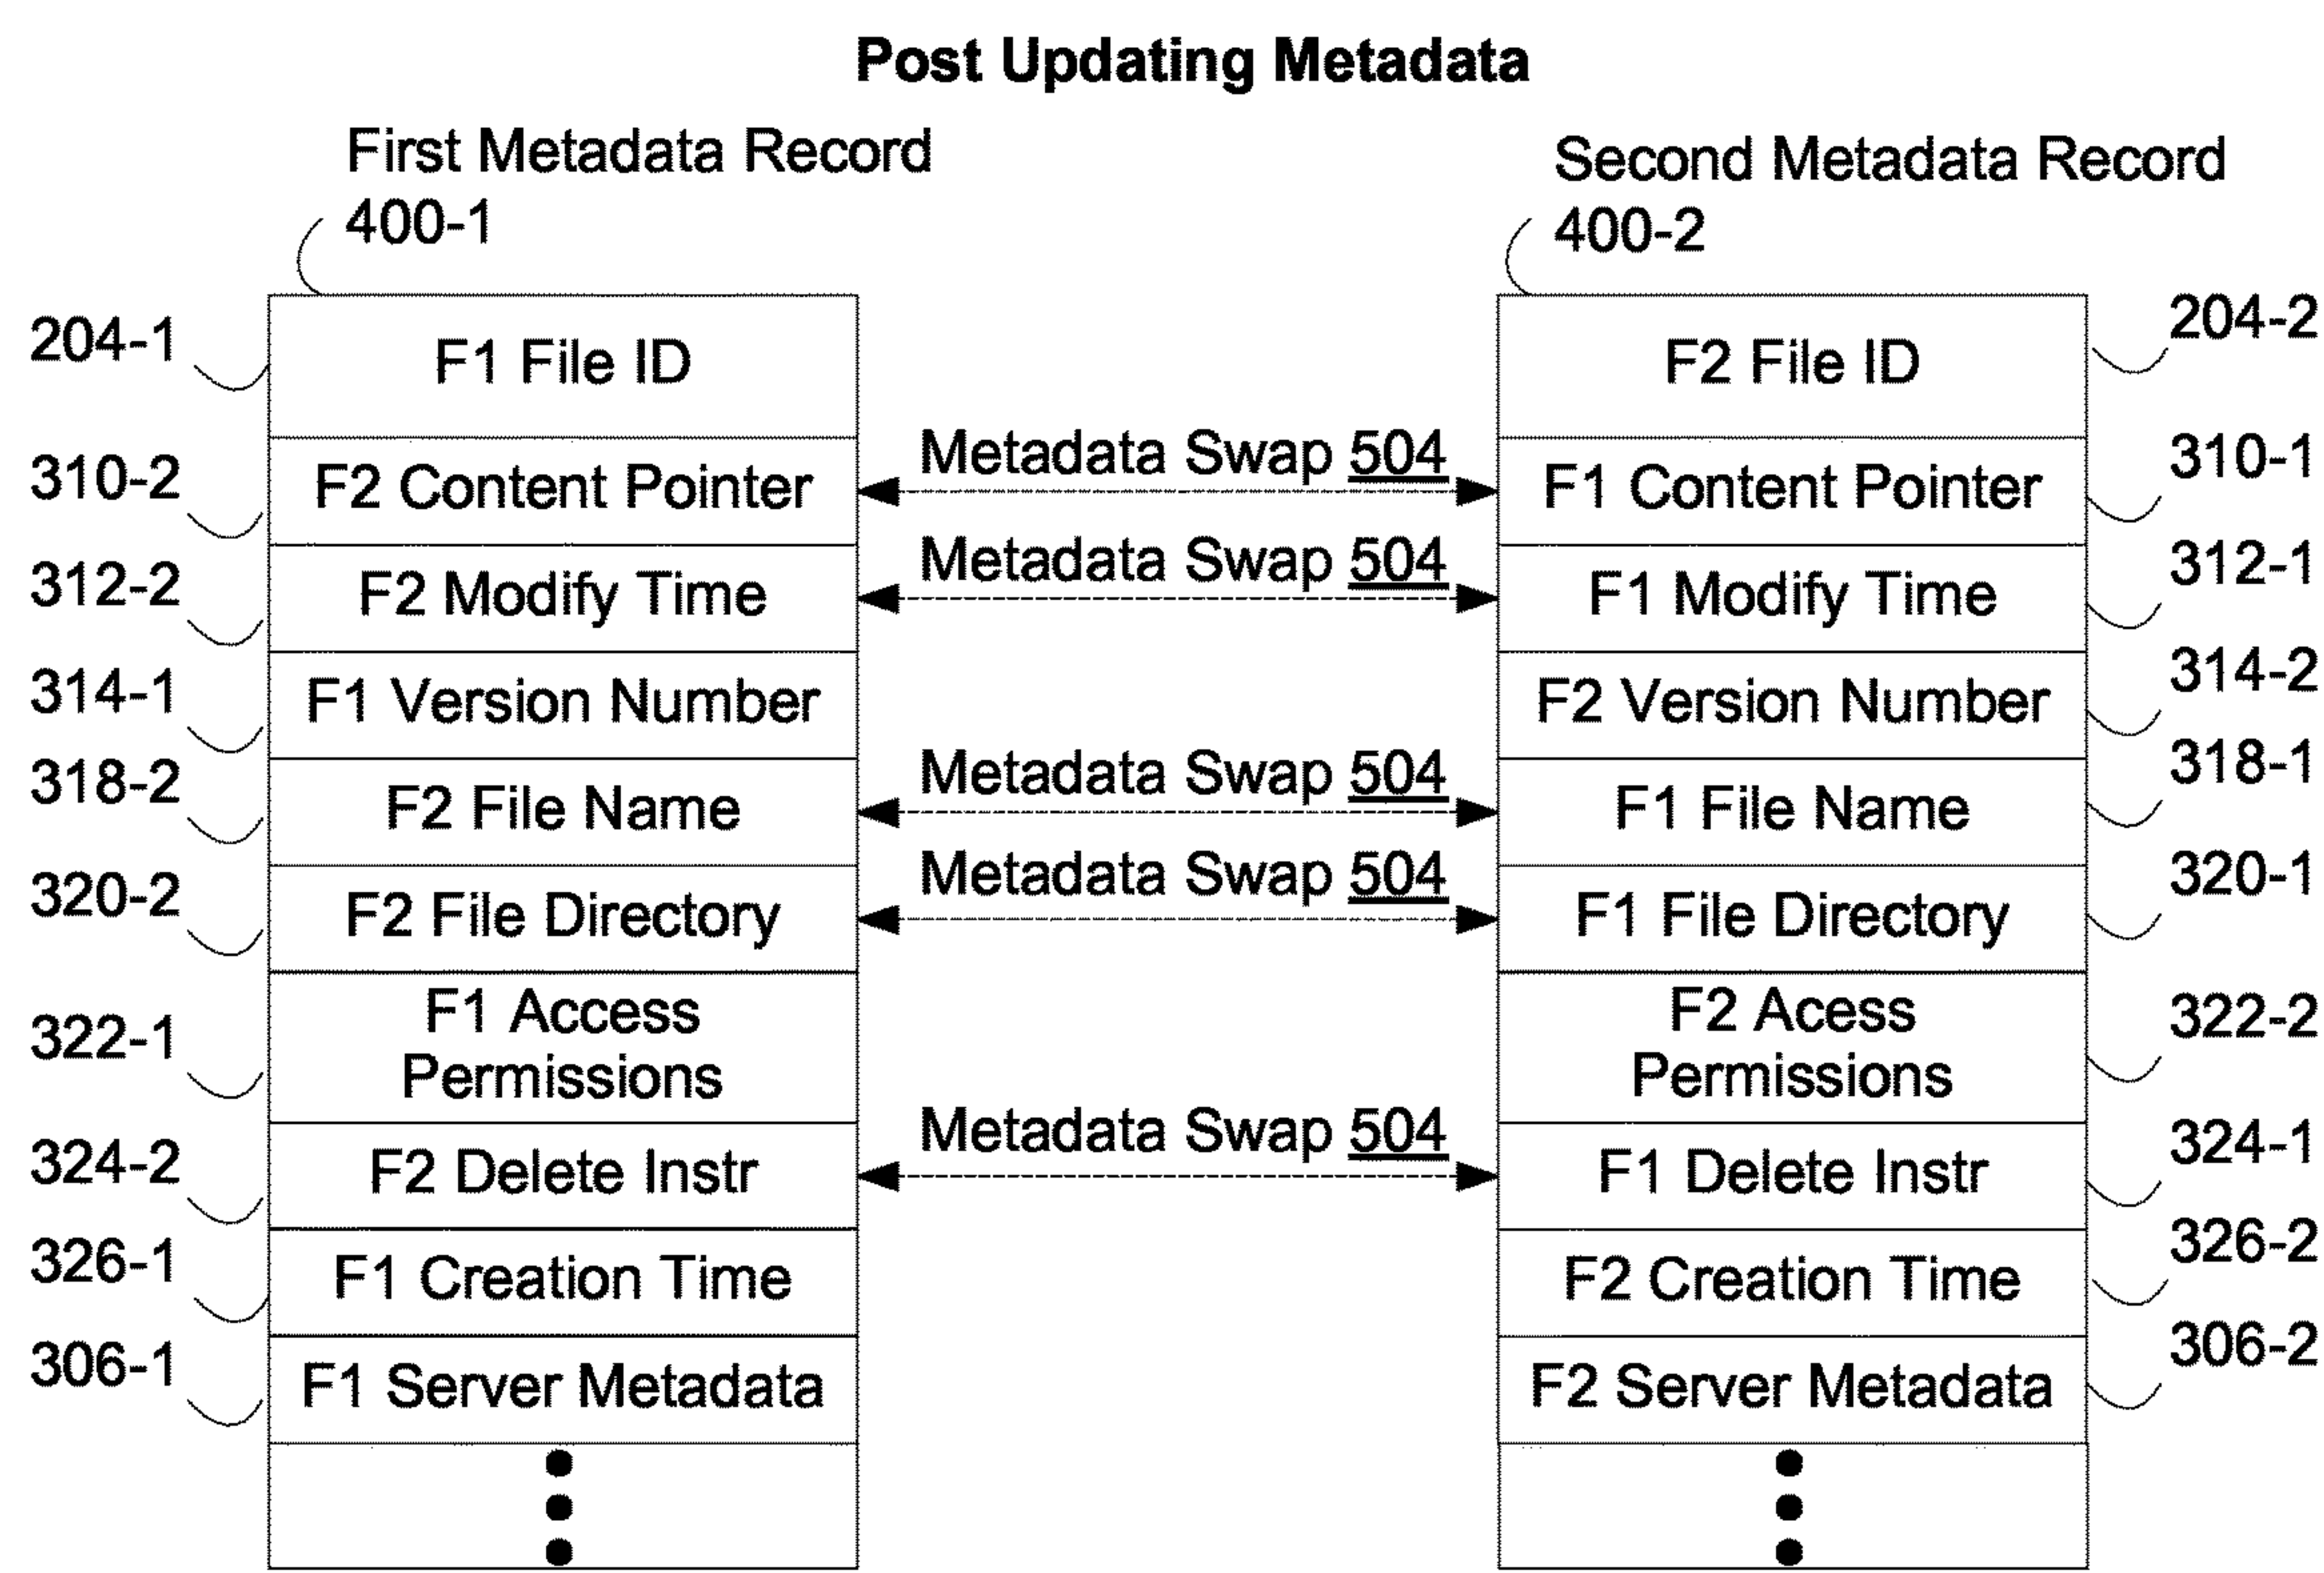 Post Updating Metadata
First Metadata Record
400-1
Second Metadata Record
400-2
204-1
F1 File ID
F2 File ID
204-2
310-2
F2 Content Pointer
Metadata Swap 504
F1 Content Pointer
310-1
312-2
F2 Modify Time
Metadata Swap 504
F1 Modify Time
312-1
314-1
F1 Version Number
F2 Version Number
314-2
318-2
F2 File Name
Metadata Swap 504
F1 File Name
318-1
320-2
F2 File Directory
Metadata Swap 504
F1 File Directory
320-1
322-1
F1 Access
Permissions
F2 Acess
Permissions
322-2
324-2
F2 Delete Instr
Metadata Swap 504
F1 Delete Instr
324-1
326-1
F1 Creation Time
F2 Creation Time
326-2
306-1
F1 Server Metadata
F2 Server Metadata
306-2